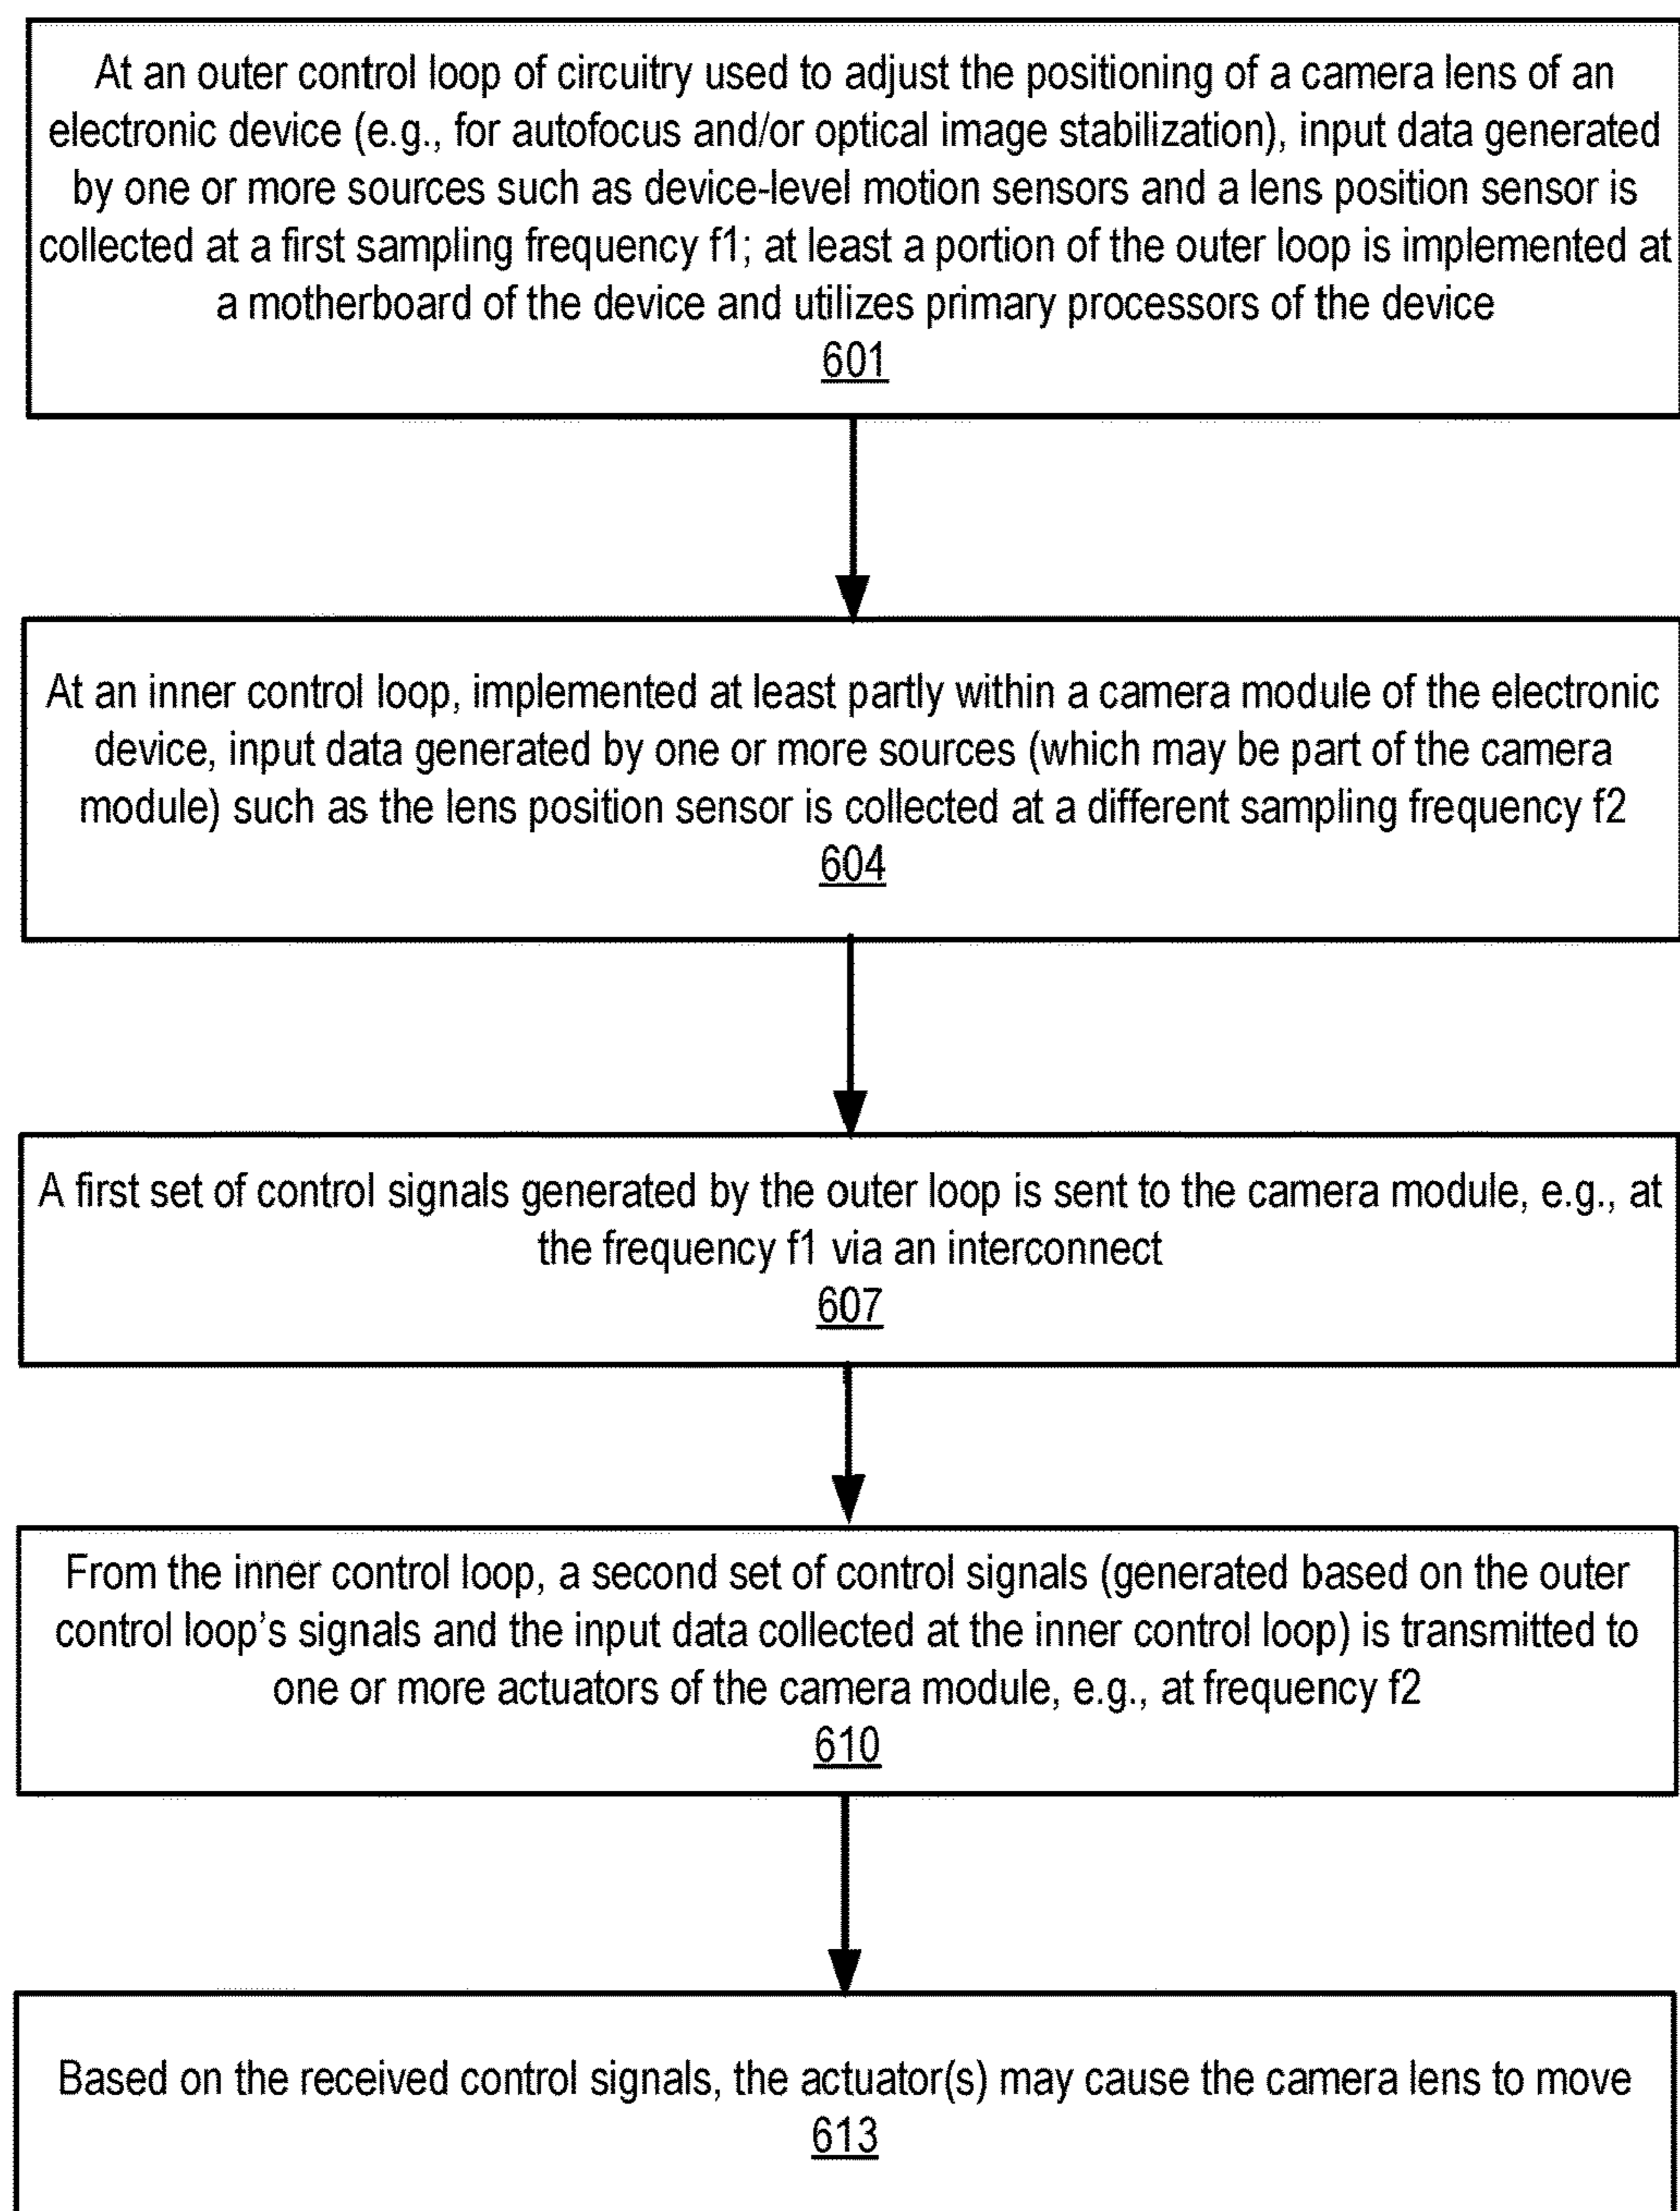 At an outer control loop of circuitry used to adjust the positioning of a camera lens of an
electronic device (e.g., for autofocus and/or optical image stabilization), input data generated
by one or more sources such as device-level motion sensors and a lens position sensor is
collected at a first sampling frequency f1; at least a portion of the outer loop is implemented at
a motherboard of the device and utilizes primary processors of the device
601
At an inner control loop, implemented at least partly within a camera module of the electronic
device, input data generated by one or more sources (which may be part of the camera
module) such as the lens position sensor is collected at a different sampling frequency f2
604
A first set of control signals generated by the outer loop is sent to the camera module, e.g., at
the frequency f1 via an interconnect
607
From the inner control loop, a second set of control signals (generated based on the outer
control loop's signals and the input data collected at the inner control loop) is transmitted to
one or more actuators of the camera module, e.g., at frequency f2
610
Based on the received control signals, the actuator(s) may cause the camera lens to move
613